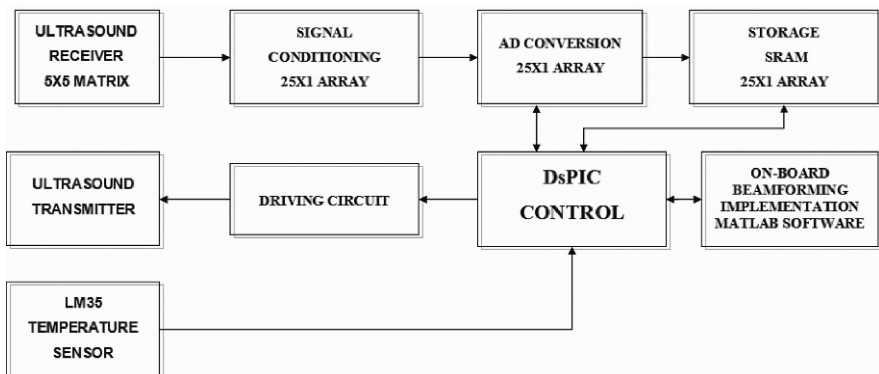 ULTRASOUND
RECEIVER
5X5 MATRIX
SIGNAL
CONDITIONING
25X1 ARRAY
AD CONVERSION
25X1 ARRAY
STORAGE
SRAM
25X1 ARRAY
ULTRASOUND
TRANSMITTER
DRIVING CIRCUIT
DsPIC
CONTROL
ON-BOARD
BEAMFORMING
IMPLEMENTATION
MATLAB SOFTWARE
LM35
TEMPERATURE
SENSOR